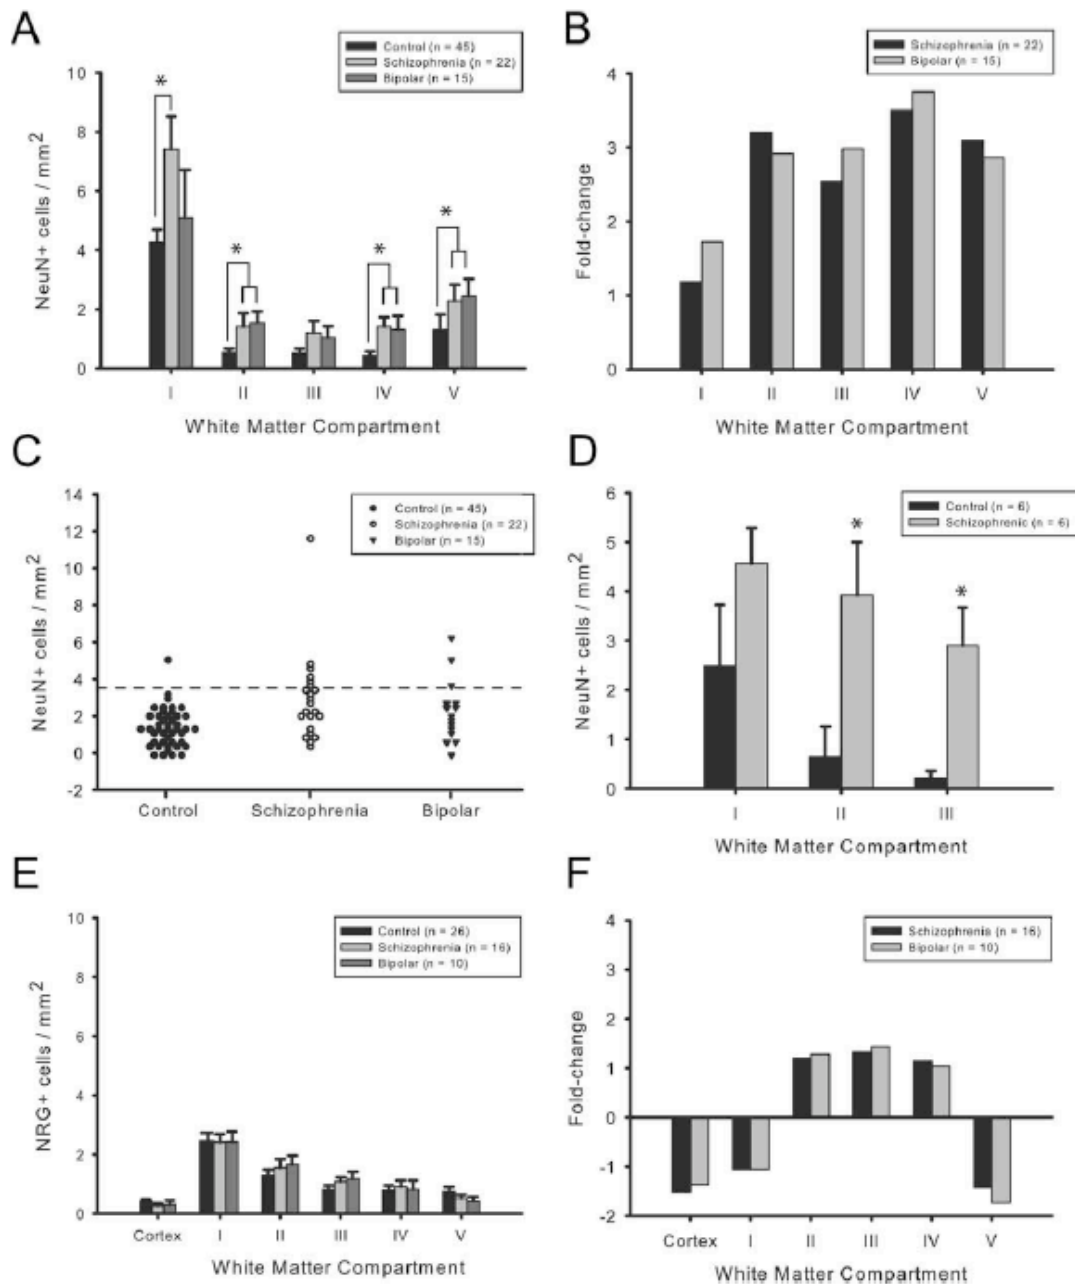 A
Control (n = 45)
Schizophrenia (n = 22)
Bipolar (n = 15)
NeuN+ cells / mm2
10
8
6
4
2
0
*
*
*
*
I II III IV V
White Matter Compartment
B
Schizophrenia (n = 22)
Bipolar (n = 15)
Fold-change
4
3
2
1
0
I II III IV V
White Matter Compartment
C
Control (n = 45)
Schizophrenia (n = 22)
Bipolar (n = 15)
NeuN+ cells / mm2
14
12
10
8
6
4
2
0
-2
Control Schizophrenia Bipolar
D
Control (n = 6)
Schizophrenic (n = 6)
NeuN+ cells / mm2
6
5
4
3
2
1
0
*
*
I II III
White Matter Compartment
E
Control (n = 26)
Schizophrenia (n = 16)
Bipolar (n = 10)
NRG+ cells / mm2
10
8
6
4
2
0
Cortex I II III IV V
White Matter Compartment
F
Schizophrenia (n = 16)
Bipolar (n = 10)
Fold-change
4
3
2
1
0
-1
-2
Cortex I II III IV V
White Matter Compartment